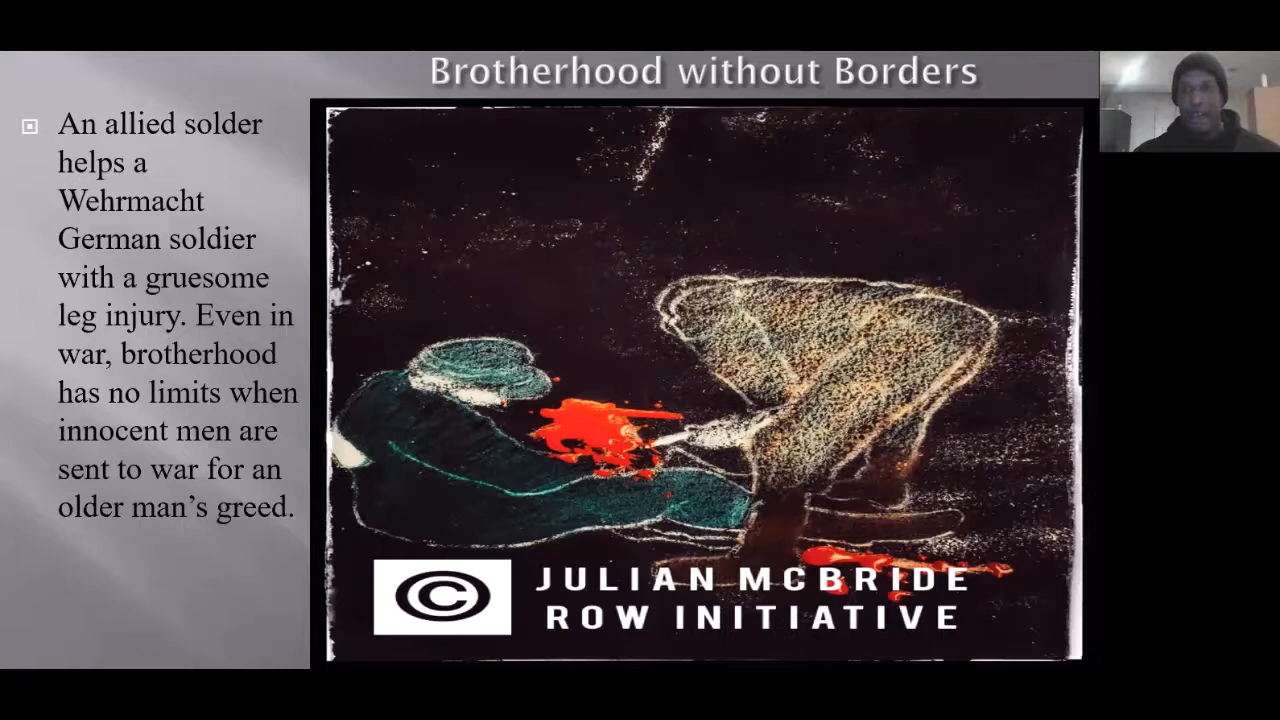 Brotherhood without Borders
An allied solder
helps a
Wehrmacht
German soldier
with a gruesome
leg injury. Even in
war, brotherhood
has no limits when
innocent men are
sent to war for an
older man's greed.
©
JULIAN MCBRIDE
ROW INITIATIVE